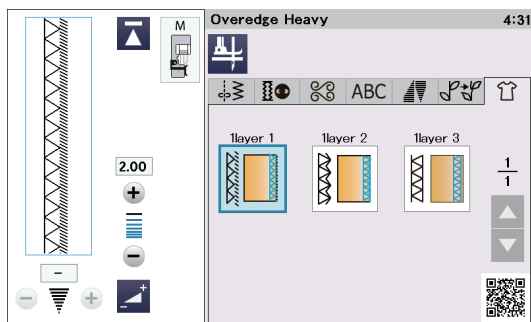 M
2.00
-
Overedge Heavy
4:31
ABC
1layer 1
1layer 2
1layer 3
1
1